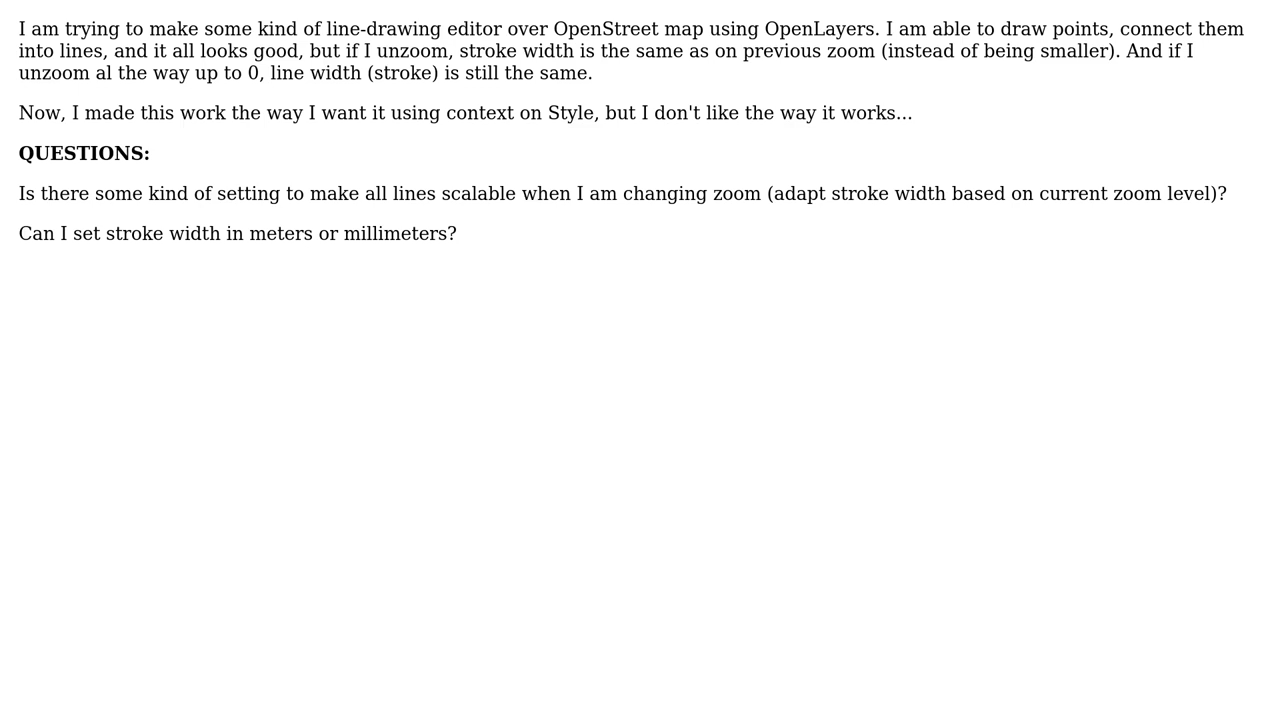 I am trying to make some kind of line-drawing editor over OpenStreet map using OpenLayers. I am able to draw points, connect them
into lines, and it all looks good, but if I unzoom, stroke width is the same as on previous zoom (instead of being smaller). And if I
unzoom al the way up to 0, line width (stroke) is still the same.
Now, I made this work the way I want it using context on Style, but I don't like the way it works...
QUESTIONS:
Is there some kind of setting to make all lines scalable when I am changing zoom (adapt stroke width based on current zoom level)?
Can I set stroke width in meters or millimeters?